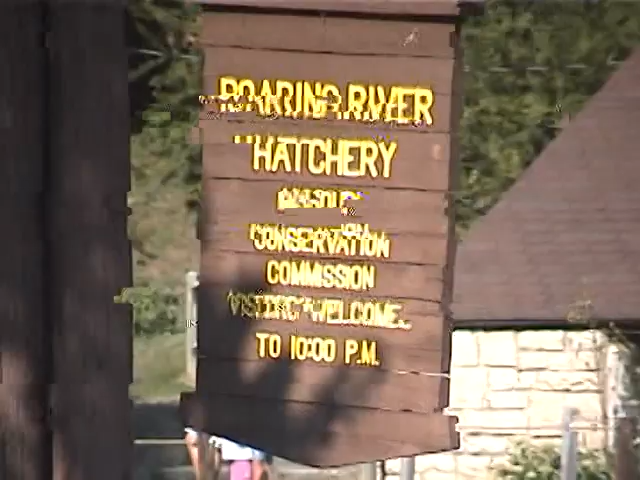 ROARING RIVER
HATCHERY
MISSOURI
CONSERVATION
COMMISSION
VISITORS WELCOME
TO 10:00 P.M.